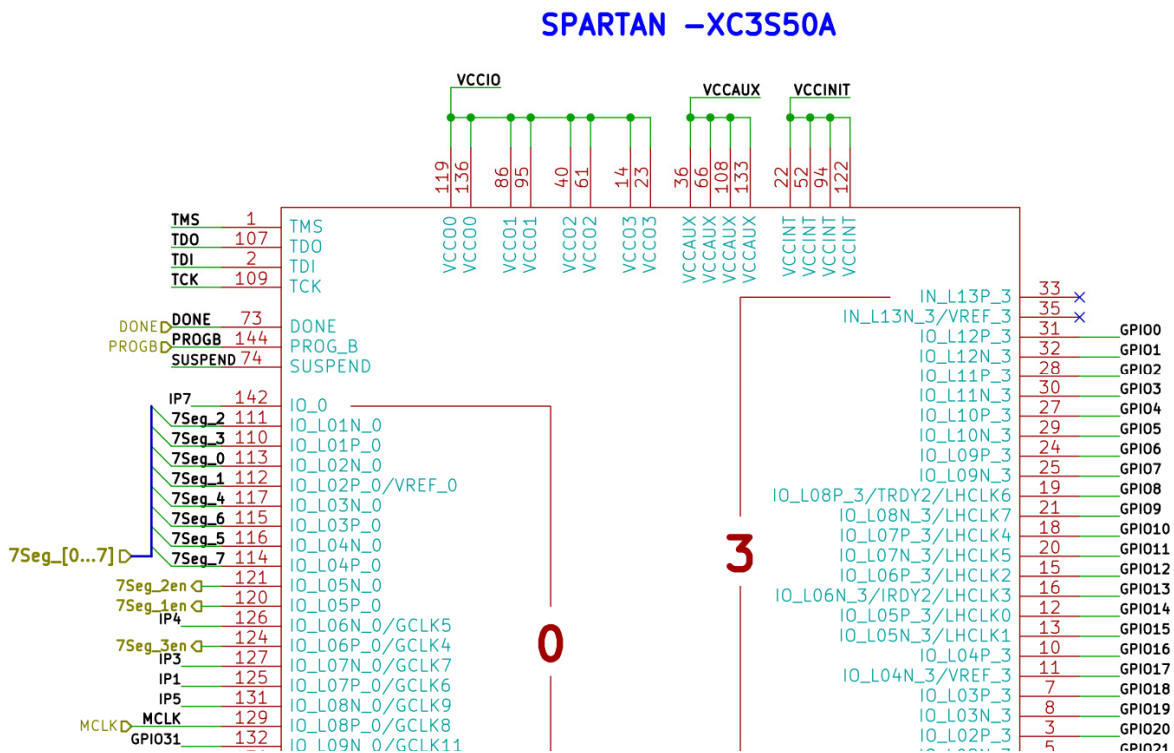 SPARTAN -XC3S50A
VCCIO
VCCAUX
VCCINIT
119 136 86 95 40 61 14 23 36 66 108 133 22 52 94 122
VCCO0 VCCO0 VCCO1 VCCO1 VCCO2 VCCO2 VCCO3 VCCO3 VCCAUX VCCAUX VCCAUX VCCAUX VCCINT VCCINT VCCINT VCCINT
TMS 1 TMS
TDO 107 TDO
TDI 2 TDI
TCK 109 TCK
DONE DONE 73 DONE
PROGB PROGB 144 PROG_B
SUSPEND 74 SUSPEND
IP7 142 IO_0
7Seg_2 111 IO_L01N_0
7Seg_3 110 IO_L01P_0
7Seg_0 113 IO_L02N_0
7Seg_1 112 IO_L02P_0/VREF_0
7Seg_4 117 IO_L03N_0
7Seg_6 115 IO_L03P_0
7Seg_5 116 IO_L04N_0
7Seg_[0...7] 7Seg_7 114 IO_L04P_0
7Seg_2en 121 IO_L05N_0
7Seg_1en 120 IO_L05P_0
IP4 126 IO_L06N_0/GCLK5
7Seg_3en 124 IO_L06P_0/GCLK4
IP3 127 IO_L07N_0/GCLK7
IP1 125 IO_L07P_0/GCLK6
IP5 131 IO_L08N_0/GCLK9
MCLK MCLK 129 IO_L08P_0/GCLK8
GPIO31 132 IO_L09N_0/GCLK11
0
3
IN_L13P_3 33
IN_L13N_3/VREF_3 35
IO_L12P_3 31 GPIO0
IO_L12N_3 32 GPIO1
IO_L11P_3 28 GPIO2
IO_L11N_3 30 GPIO3
IO_L10P_3 27 GPIO4
IO_L10N_3 29 GPIO5
IO_L09P_3 24 GPIO6
IO_L09N_3 25 GPIO7
IO_L08P_3/TRDY2/LHCLK6 19 GPIO8
IO_L08N_3/LHCLK7 21 GPIO9
IO_L07P_3/LHCLK4 18 GPIO10
IO_L07N_3/LHCLK5 20 GPIO11
IO_L06P_3/LHCLK2 15 GPIO12
IO_L06N_3/IRDY2/LHCLK3 16 GPIO13
IO_L05P_3/LHCLK0 12 GPIO14
IO_L05N_3/LHCLK1 13 GPIO15
IO_L04P_3 10 GPIO16
IO_L04N_3/VREF_3 11 GPIO17
IO_L03P_3 7 GPIO18
IO_L03N_3 8 GPIO19
IO_L02P_3 3 GPIO20
5